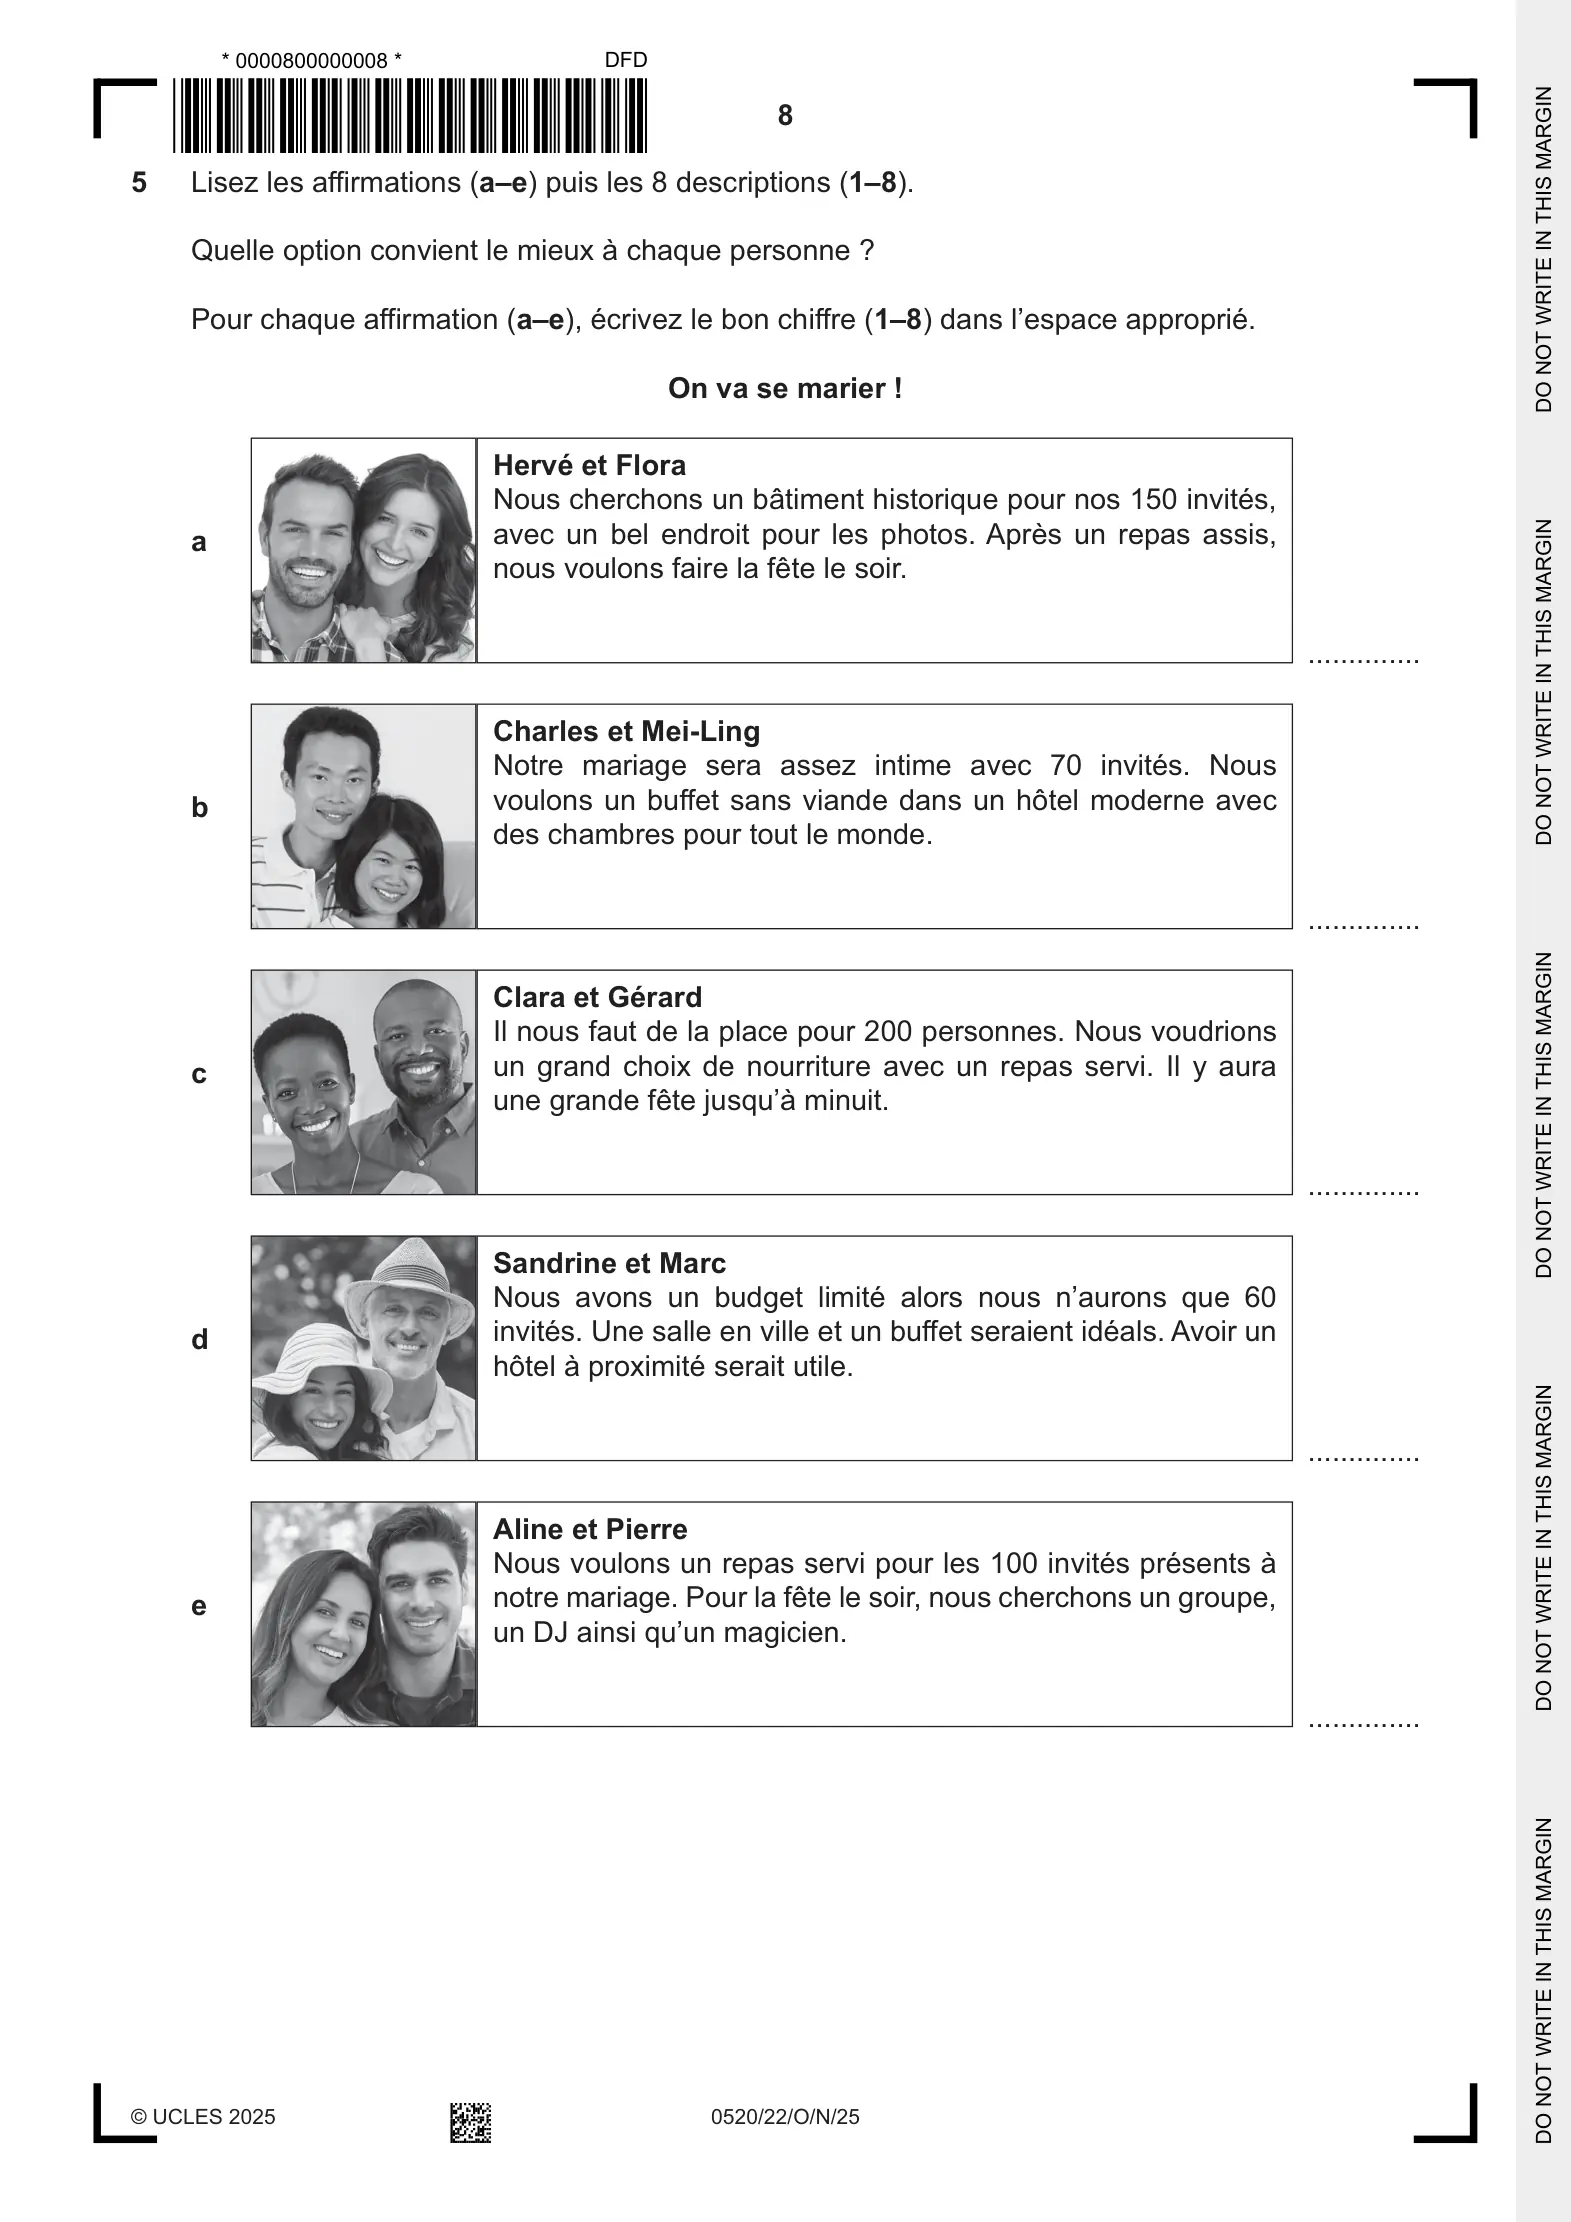 * 0000800000008 *
DFD
8
5 Lisez les affirmations (a–e) puis les 8 descriptions (1–8).
Quelle option convient le mieux à chaque personne ?
Pour chaque affirmation (a–e), écrivez le bon chiffre (1–8) dans l’espace approprié.
On va se marier !
a
Hervé et Flora
Nous cherchons un bâtiment historique pour nos 150 invités,
avec un bel endroit pour les photos. Après un repas assis,
nous voulons faire la fête le soir.
..............
b
Charles et Mei-Ling
Notre mariage sera assez intime avec 70 invités. Nous
voulons un buffet sans viande dans un hôtel moderne avec
des chambres pour tout le monde.
..............
c
Clara et Gérard
Il nous faut de la place pour 200 personnes. Nous voudrions
un grand choix de nourriture avec un repas servi. Il y aura
une grande fête jusqu’à minuit.
..............
d
Sandrine et Marc
Nous avons un budget limité alors nous n’aurons que 60
invités. Une salle en ville et un buffet seraient idéals. Avoir un
hôtel à proximité serait utile.
..............
e
Aline et Pierre
Nous voulons un repas servi pour les 100 invités présents à
notre mariage. Pour la fête le soir, nous cherchons un groupe,
un DJ ainsi qu’un magicien.
..............
© UCLES 2025
0520/22/O/N/25
DO NOT WRITE IN THIS MARGIN
DO NOT WRITE IN THIS MARGIN
DO NOT WRITE IN THIS MARGIN
DO NOT WRITE IN THIS MARGIN
DO NOT WRITE IN THIS MARGIN